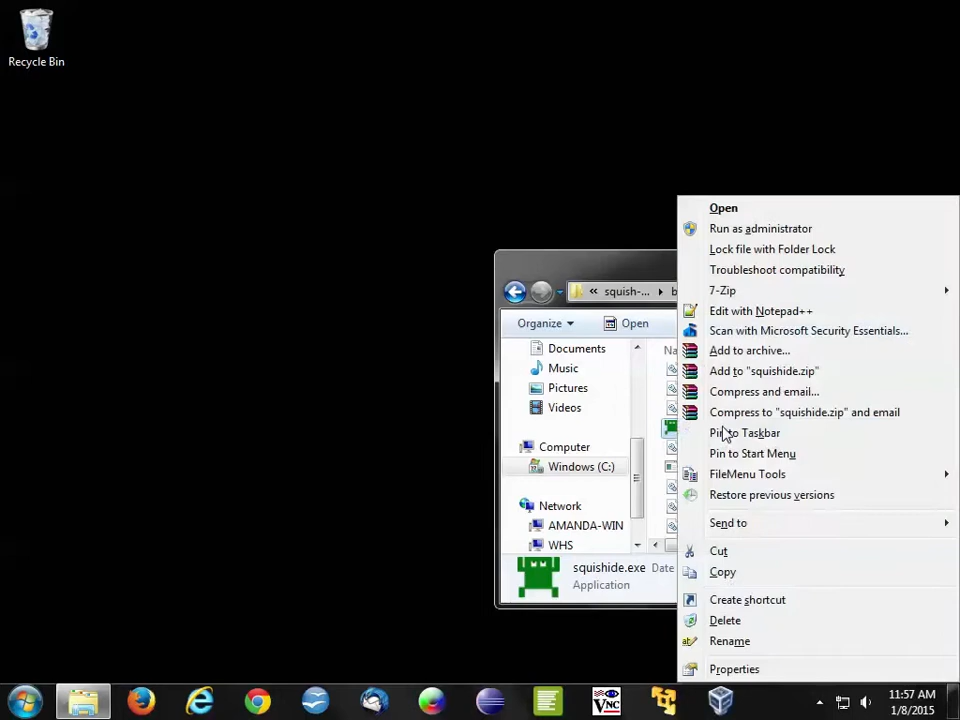 Recycle Bin
Open
Run as administrator
Lock file with Folder Lock
Troubleshoot compatibility
7-Zip
Edit with Notepad++
Scan with Microsoft Security Essentials...
Add to archive...
Add to "squishide.zip"
Compress and email...
Compress to "squishide.zip" and email
Pin to Taskbar
Pin to Start Menu
FileMenu Tools
Restore previous versions
Send to
Cut
Copy
Create shortcut
Delete
Rename
Properties
« squish-...
Organize
Open
Documents
Music
Pictures
Videos
Computer
Windows (C:)
Network
AMANDA-WIN
WHS
squishide.exe Date
Application
VNC
11:57 AM
1/8/2015